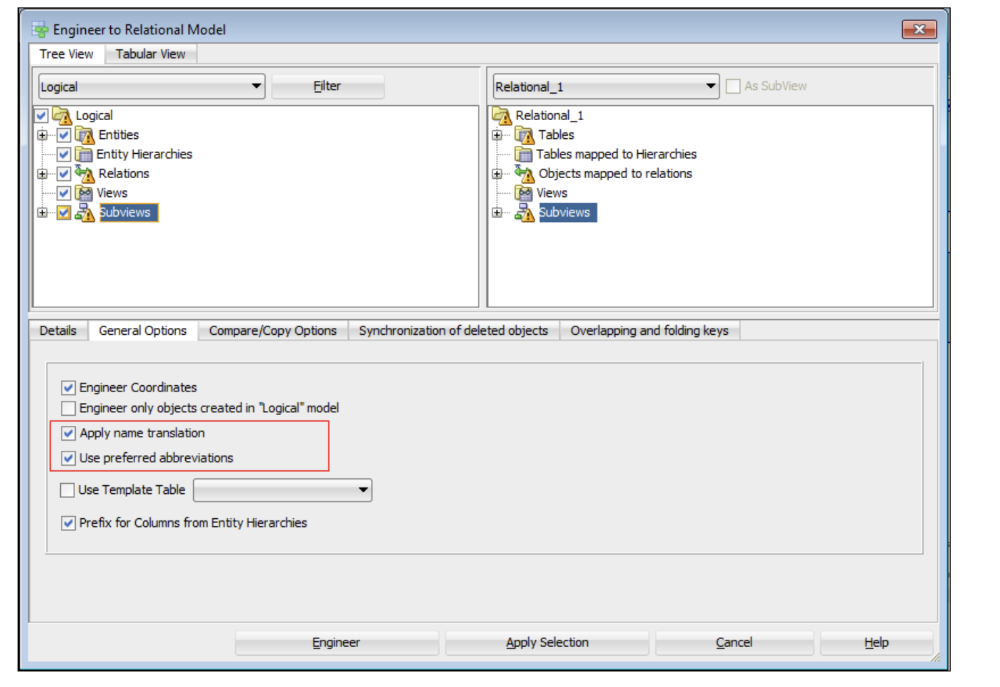 Engineer to Relational Model
Tree View Tabular View
Logical Filter Relational_1 As SubView
Logical
Entities
Entity Hierarchies
Relations
Views
Subviews
Relational_1
Tables
Tables mapped to Hierarchies
Objects mapped to relations
Views
Subviews
Details General Options Compare/Copy Options Synchronization of deleted objects Overlapping and folding keys
Engineer Coordinates
Engineer only objects created in "Logical" model
Apply name translation
Use preferred abbreviations
Use Template Table
Prefix for Columns from Entity Hierarchies
Engineer Apply Selection Cancel Help